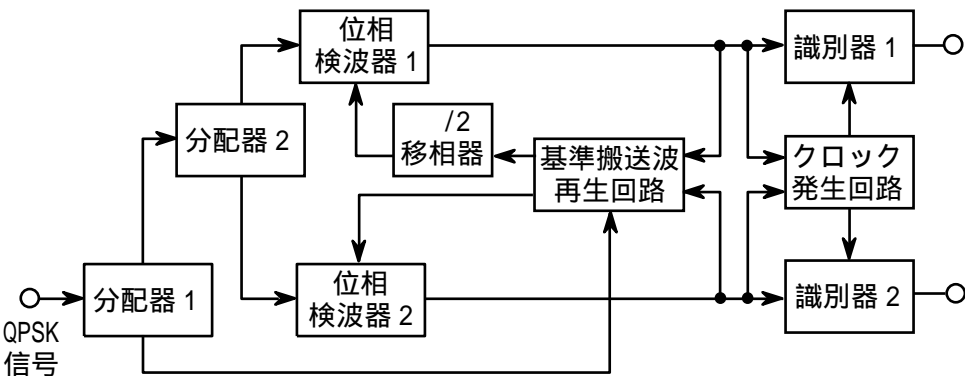 位相
検波器 1
識別器 1
分配器 2
/2
移相器
基準搬送波
再生回路
クロック
発生回路
分配器 1
位相
検波器 2
識別器 2
QPSK
信号